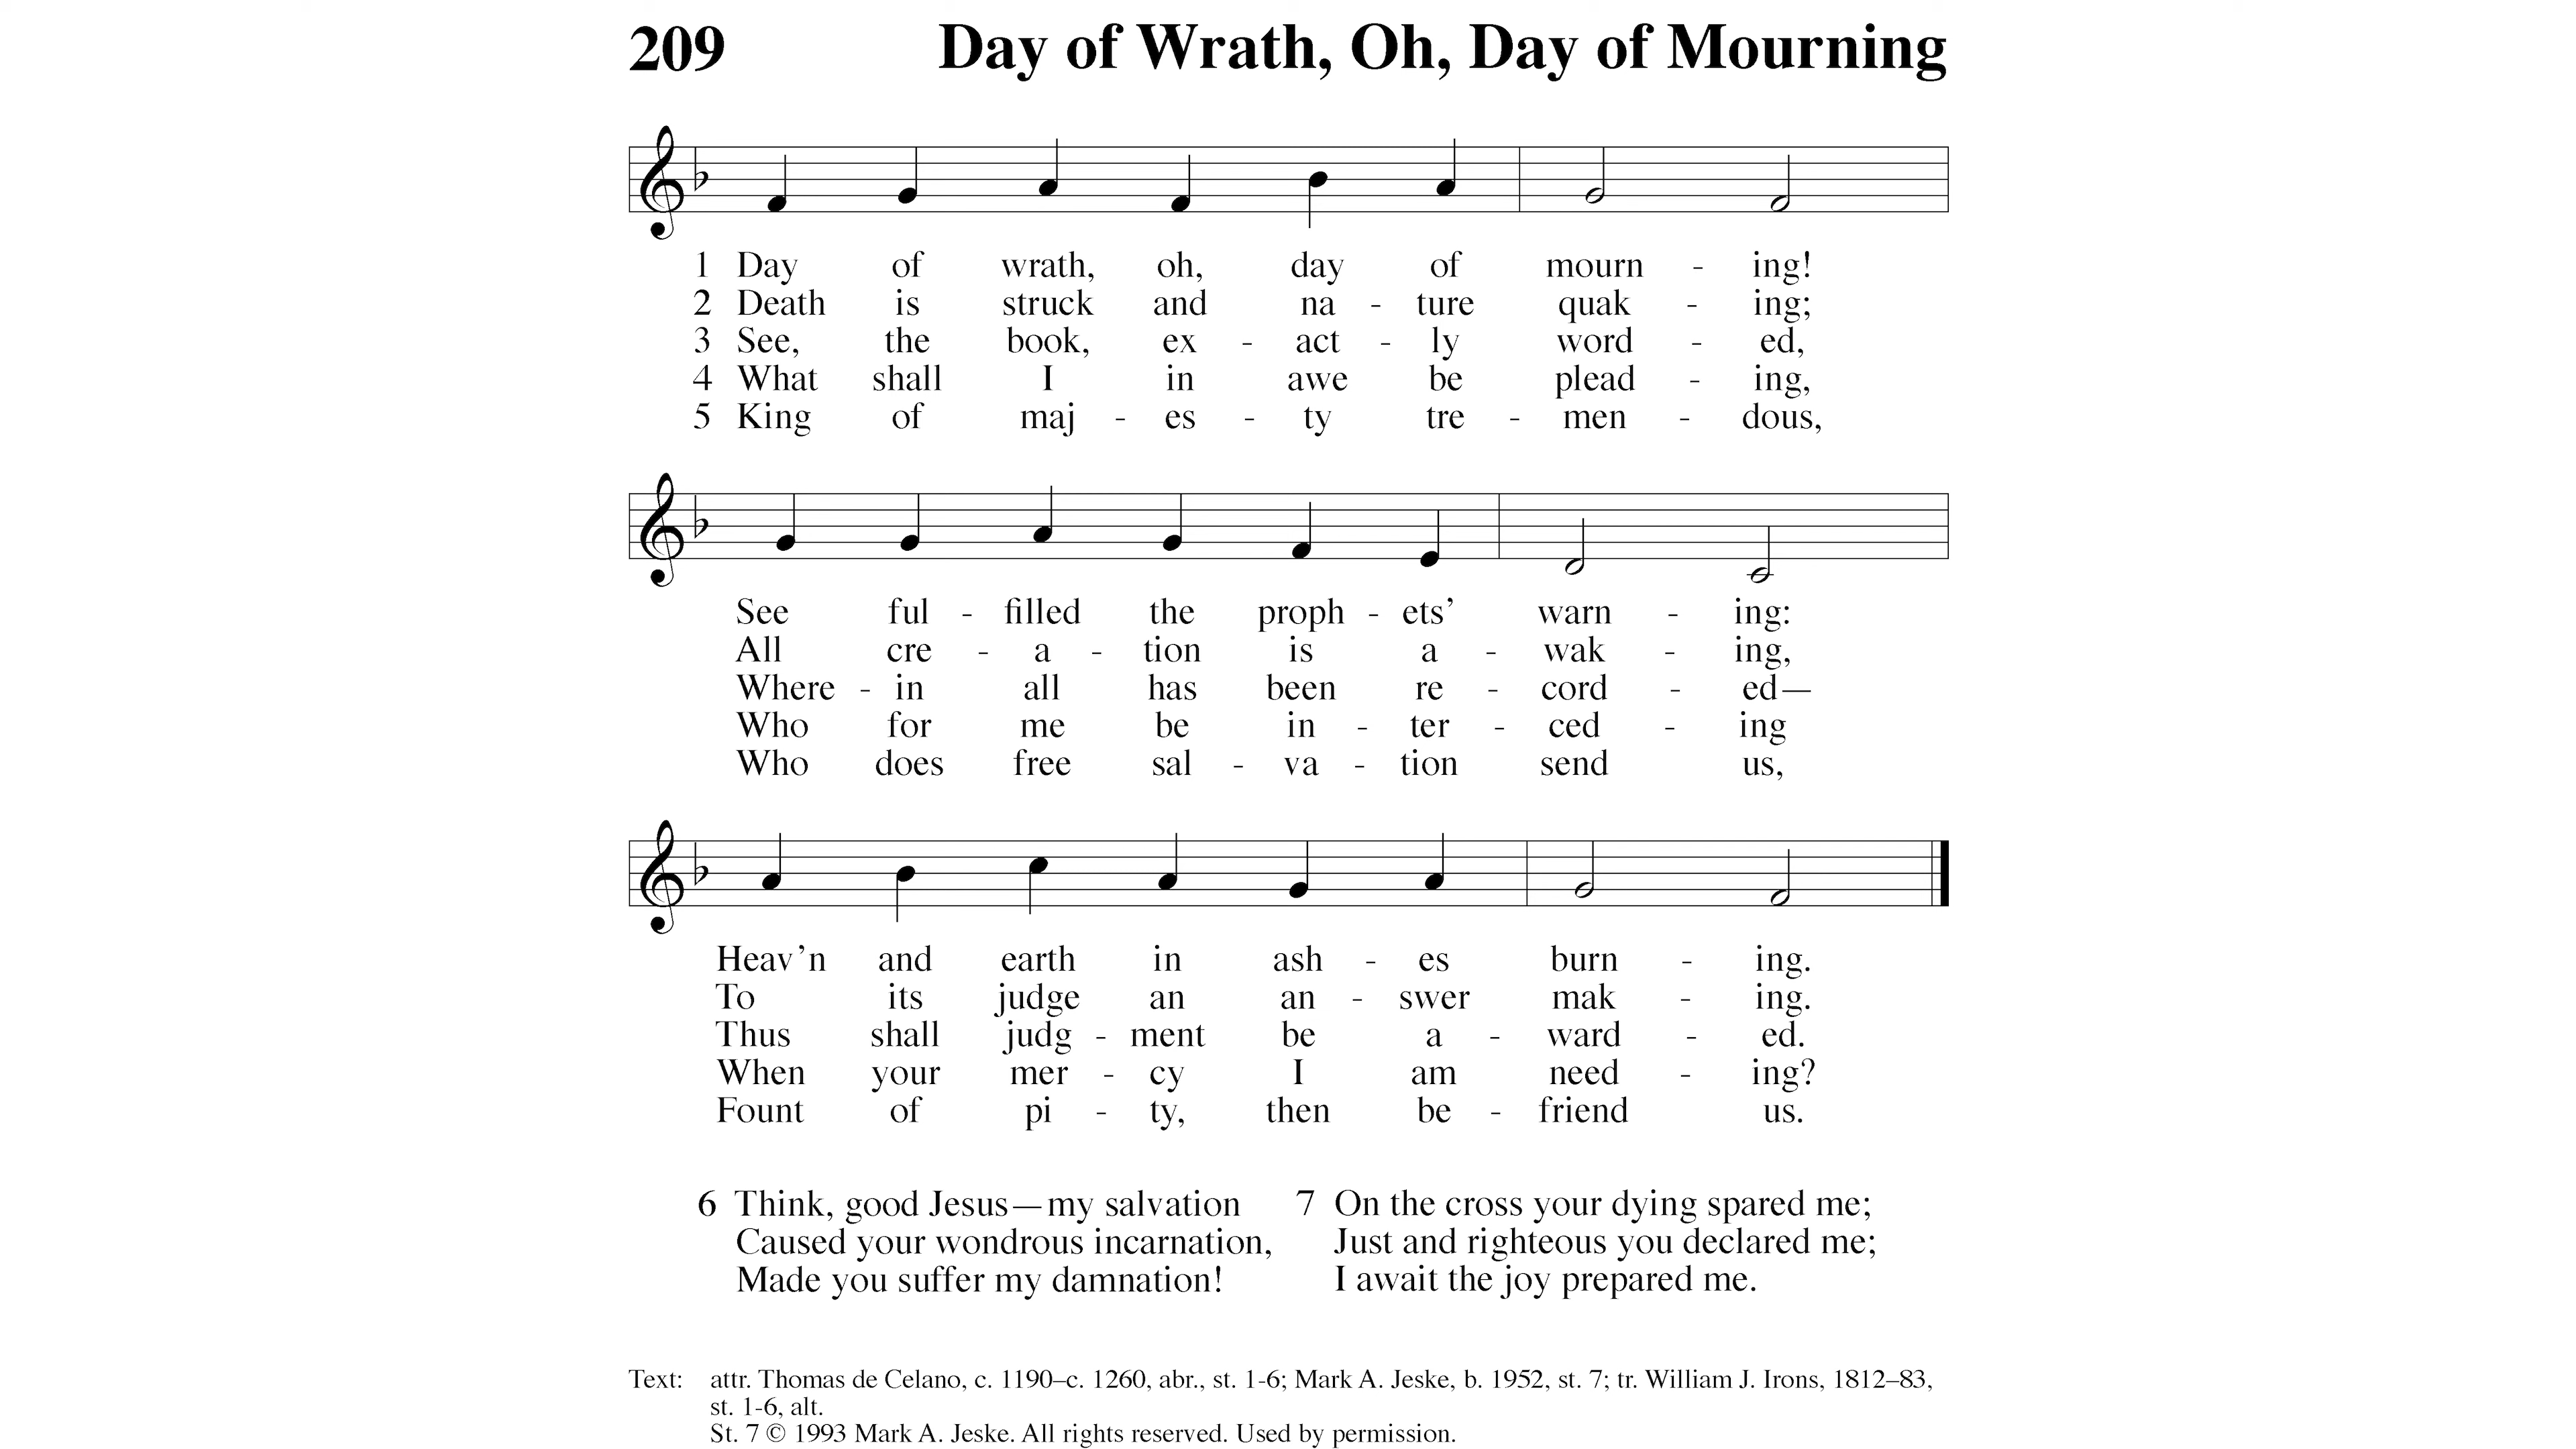 209 Day of Wrath, Oh, Day of Mourning
1 Day of wrath, oh, day of mourn - ing!
2 Death is struck and na - ture quak - ing;
3 See, the book, ex - act - ly word - ed,
4 What shall I in awe be plead - ing,
5 King of maj - es - ty tre - men - dous,
See ful - filled the proph - ets’ warn - ing:
All cre - a - tion is a - wak - ing,
Where - in all has been re - cord - ed—
Who for me be in - ter - ced - ing
Who does free sal - va - tion send us,
Heav’n and earth in ash - es burn - ing.
To its judge an an - swer mak - ing.
Thus shall judg - ment be a - ward - ed.
When your mer - cy I am need - ing?
Fount of pi - ty, then be - friend us.
6 Think, good Jesus—my salvation
Caused your wondrous incarnation,
Made you suffer my damnation!
7 On the cross your dying spared me;
Just and righteous you declared me;
I await the joy prepared me.
Text: attr. Thomas de Celano, c. 1190–c. 1260, abr., st. 1-6; Mark A. Jeske, b. 1952, st. 7; tr. William J. Irons, 1812–83,
st. 1-6, alt.
St. 7 © 1993 Mark A. Jeske. All rights reserved. Used by permission.